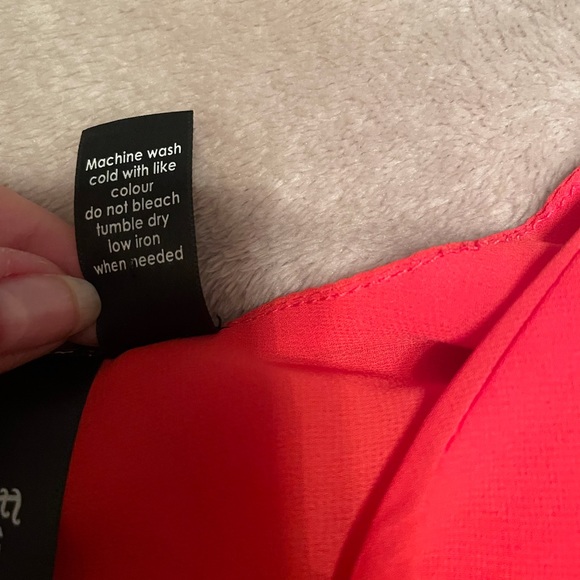 Machine wash
cold with like
colour
do not bleach
tumble dry
low iron
when needed